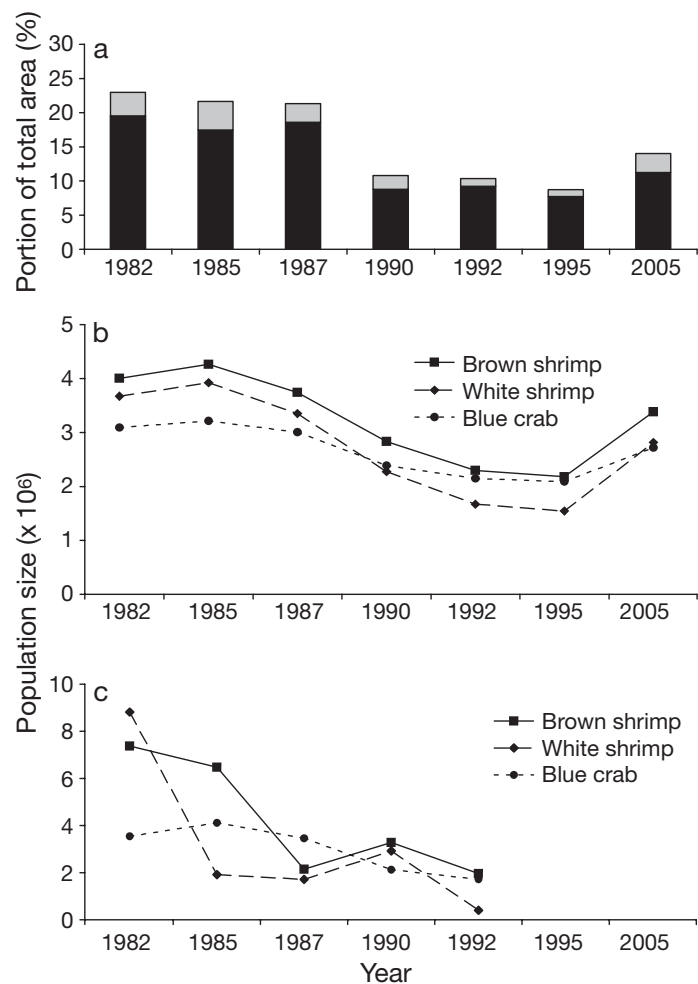 a
Portion of total area (%)
30
25
20
15
10
5
0
1982 1985 1987 1990 1992 1995 2005
b
Population size (x 10⁶)
5
4
3
2
1
0
Brown shrimp
White shrimp
Blue crab
1982 1985 1987 1990 1992 1995 2005
c
10
8
6
4
2
0
Brown shrimp
White shrimp
Blue crab
1982 1985 1987 1990 1992 1995 2005
Year